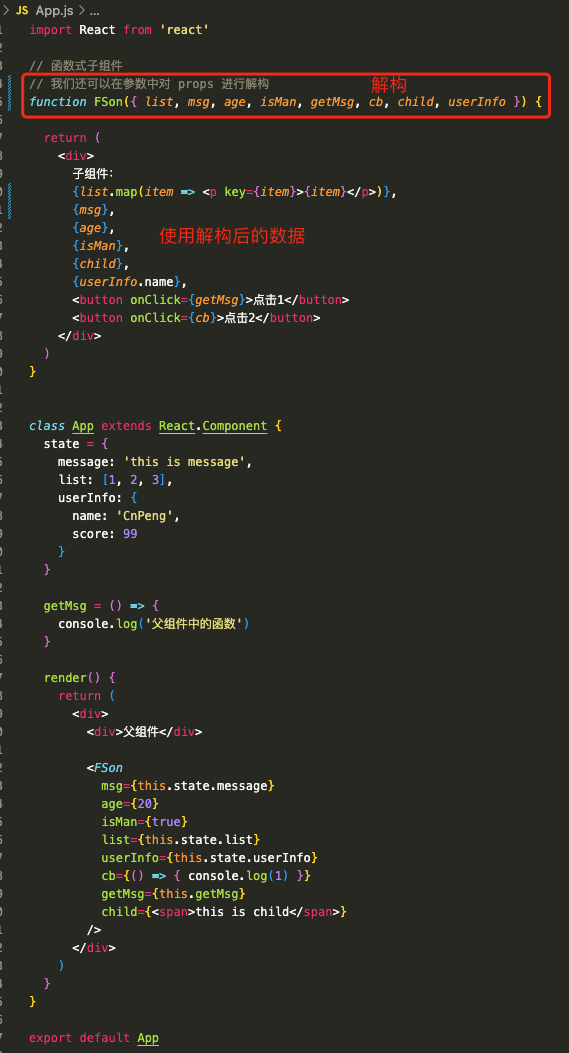 JS App.js > ...
import React from 'react'
// 函数式子组件
// 我们还可以在参数中对 props 进行解构
解构
function FSon({ list, msg, age, isMan, getMsg, cb, child, userInfo }) {
return (
<div>
子组件：
{list.map(item => <p key={item}>{item}</p>)},
{msg},
{age},
使用解构后的数据
{isMan},
{child},
{userInfo.name},
<button onClick={getMsg}>点击1</button>
<button onClick={cb}>点击2</button>
</div>
)
}
class App extends React.Component {
state = {
message: 'this is message',
list: [1, 2, 3],
userInfo: {
name: 'CnPeng',
score: 99
}
}
getMsg = () => {
console.log('父组件中的函数')
}
render() {
return (
<div>
<div>父组件</div>
<FSon
msg={this.state.message}
age={20}
isMan={true}
list={this.state.list}
userInfo={this.state.userInfo}
cb={() => { console.log(1) }}
getMsg={this.getMsg}
child={<span>this is child</span>}
/>
</div>
)
}
}
export default App